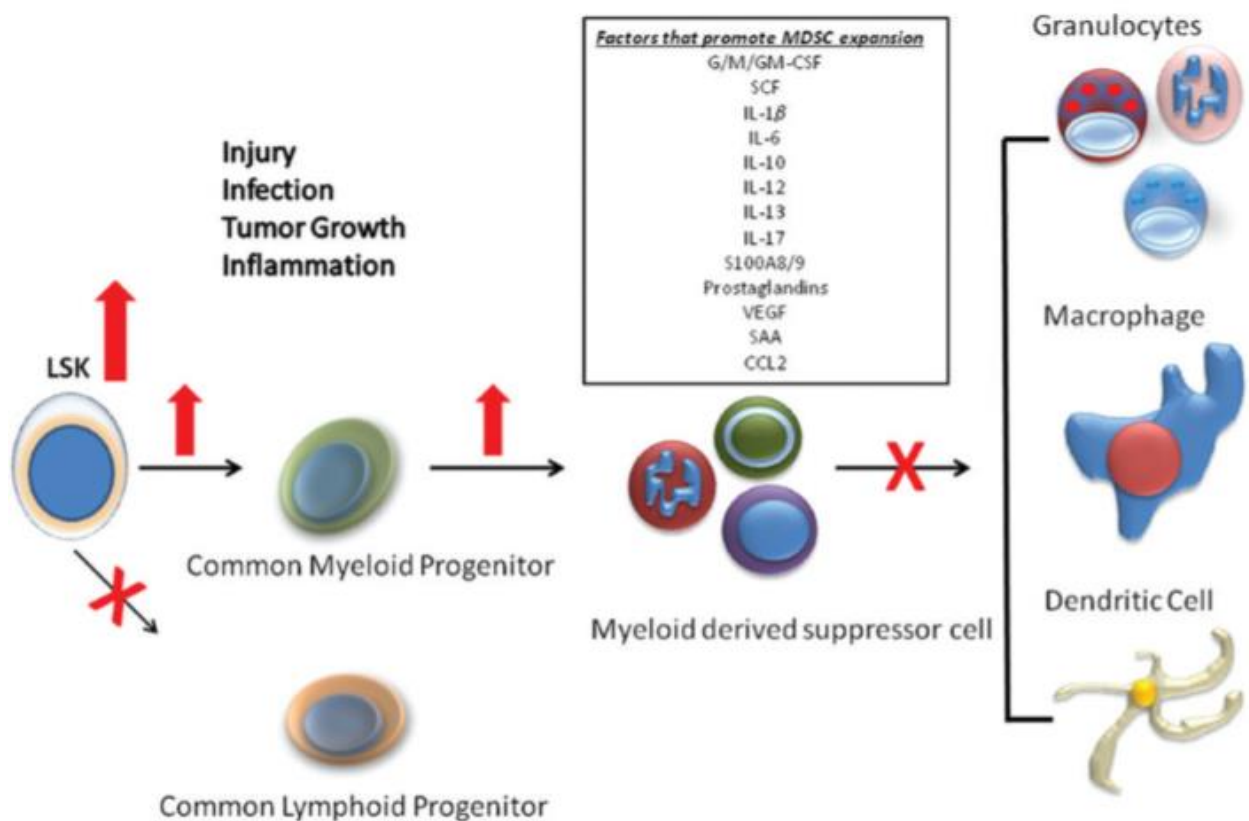 Factors that promote MDSC expansion
G/M/GM-CSF
SCF
IL-1β
IL-6
IL-10
IL-12
IL-13
IL-17
S100A8/9
Prostaglandins
VEGF
SAA
CCL2
Injury
Infection
Tumor Growth
Inflammation
LSK
Common Myeloid Progenitor
Common Lymphoid Progenitor
Myeloid derived suppressor cell
X
Granulocytes
Macrophage
Dendritic Cell